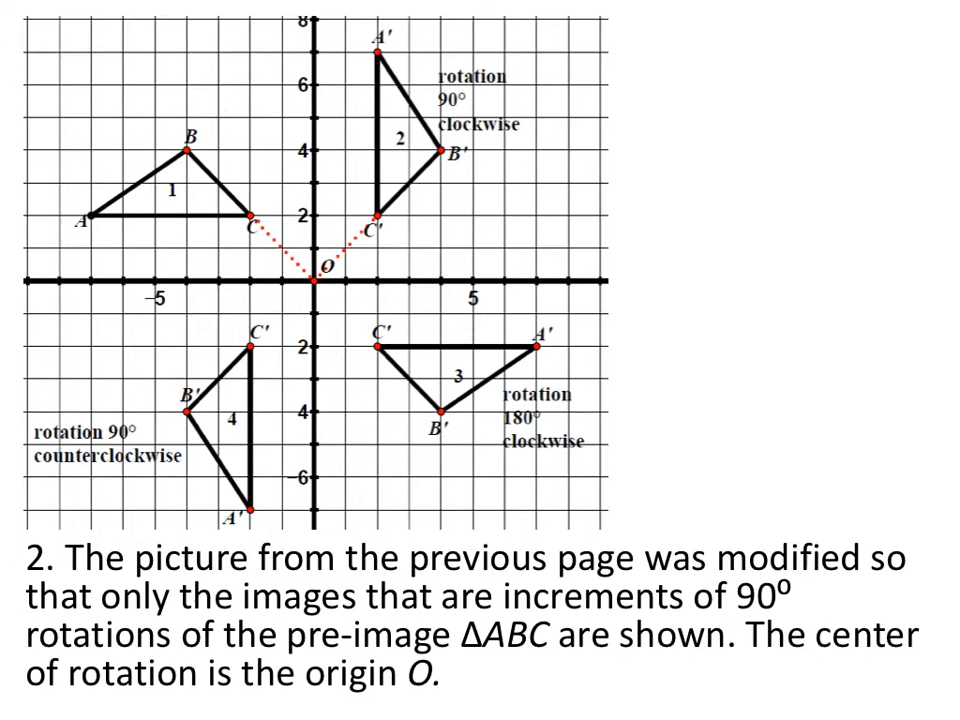 8
A'
rotation
90°
clockwise
6
B
4
2
B'
1
A
C
2
C'
O
–5
5
C'
2
C'
A'
B'
4
4
3
rotation
180°
clockwise
B'
rotation 90°
counterclockwise
–6
A'
2. The picture from the previous page was modified so
that only the images that are increments of 90⁰
rotations of the pre-image ΔABC are shown. The center
of rotation is the origin O.